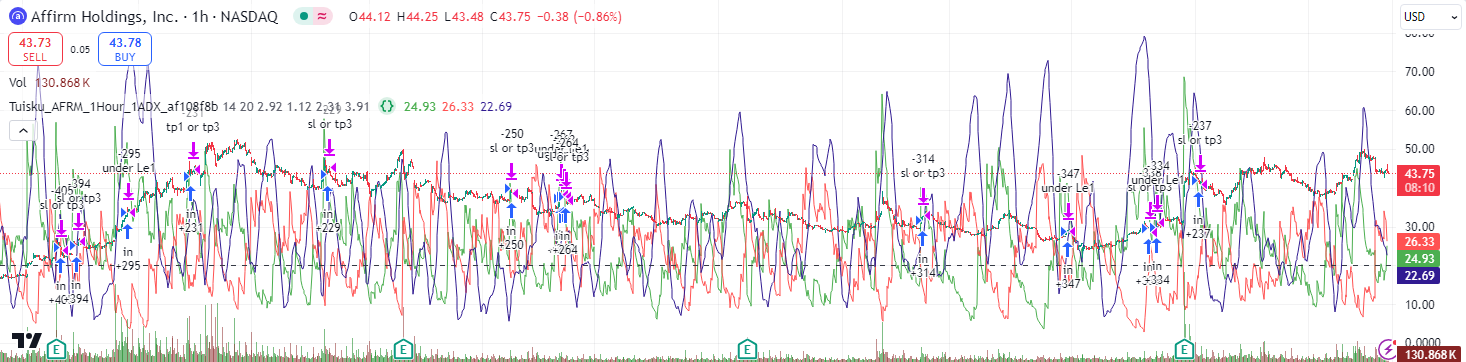 Affirm Holdings, Inc. · 1h · NASDAQ O44.12 H44.25 L43.48 C43.75 −0.38 (−0.86%)
USD
43.73 SELL
0.05
43.78 BUY
Vol 130.868 K
Tuisku_AFRM_1Hour_1ADX_af108f8b 14 20 2.92 1.12 2.31 3.91 {} 24.93 26.33 22.69
80.00
70.00
60.00
50.00
43.75
08:10
30.00
26.33
24.93
22.69
10.00
0.0000
130.868 K
-405
sl or tp3
-394
sl or tp3
-295
under Le1
-231
tp1 or tp3
-229
sl or tp3
-250
sl or tp3
-267
-264
sl or tp3
-314
sl or tp3
-347
under Le1
-334
under Le1
sl or tp3
-237
sl or tp3
in
in
+394
in
+295
in
+231
in
+229
in
+250
in
+264
in
+314
in
+347
in
+334
in
+237
E
E
E
E